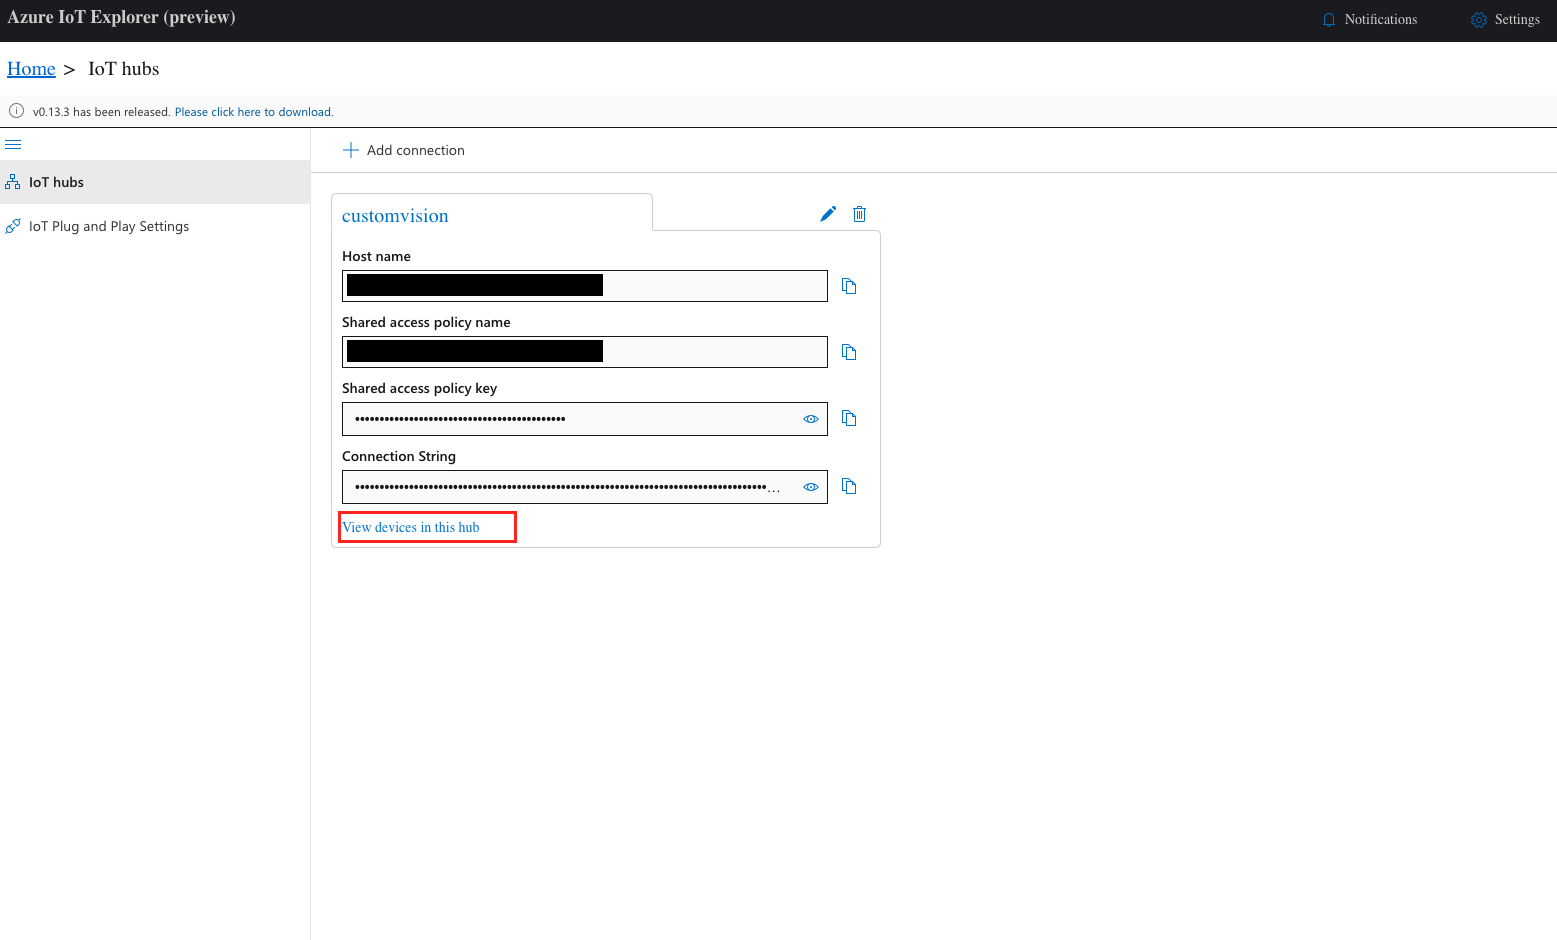 Azure IoT Explorer (preview)
Notifications
Settings
Home > IoT hubs
v0.13.3 has been released. Please click here to download.
Add connection
IoT hubs
IoT Plug and Play Settings
customvision
Host name
Shared access policy name
Shared access policy key
Connection String
View devices in this hub